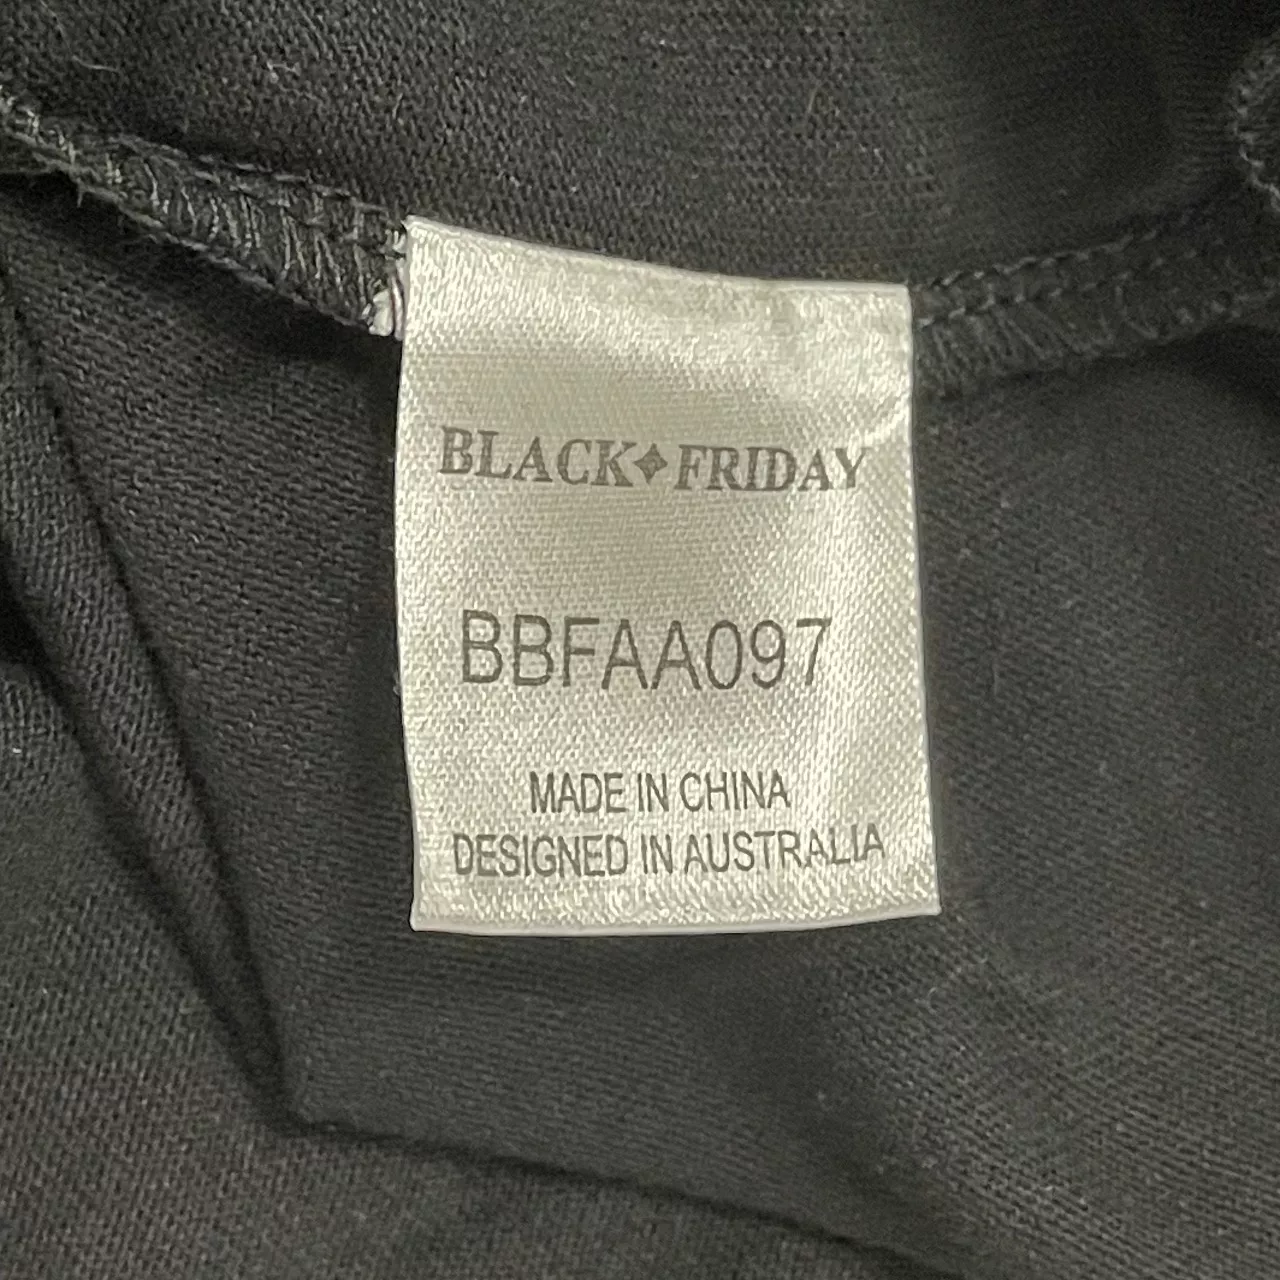 BLACK✦FRIDAY
BBFAA097
MADE IN CHINA
DESIGNED IN AUSTRALIA